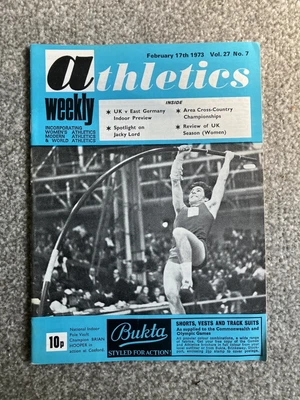 February 17th 1973 Vol. 27 No. 7
athletics
weekly
INCORPORATING
WOMEN'S ATHLETICS
MODERN ATHLETICS
& WORLD ATHLETICS
INSIDE
★ UK v East Germany
Indoor Preview
★ Spotlight on
Jacky Lord
★ Area Cross-Country
Championships
★ Review of UK
Season (Women)
10p
National Indoor
Pole Vault
Champion BRIAN
HOOPER in
action at Cosford.
Bukta
STYLED FOR ACTION
SHORTS, VESTS AND TRACK SUITS
As supplied to the Commonwealth and
Olympic Games